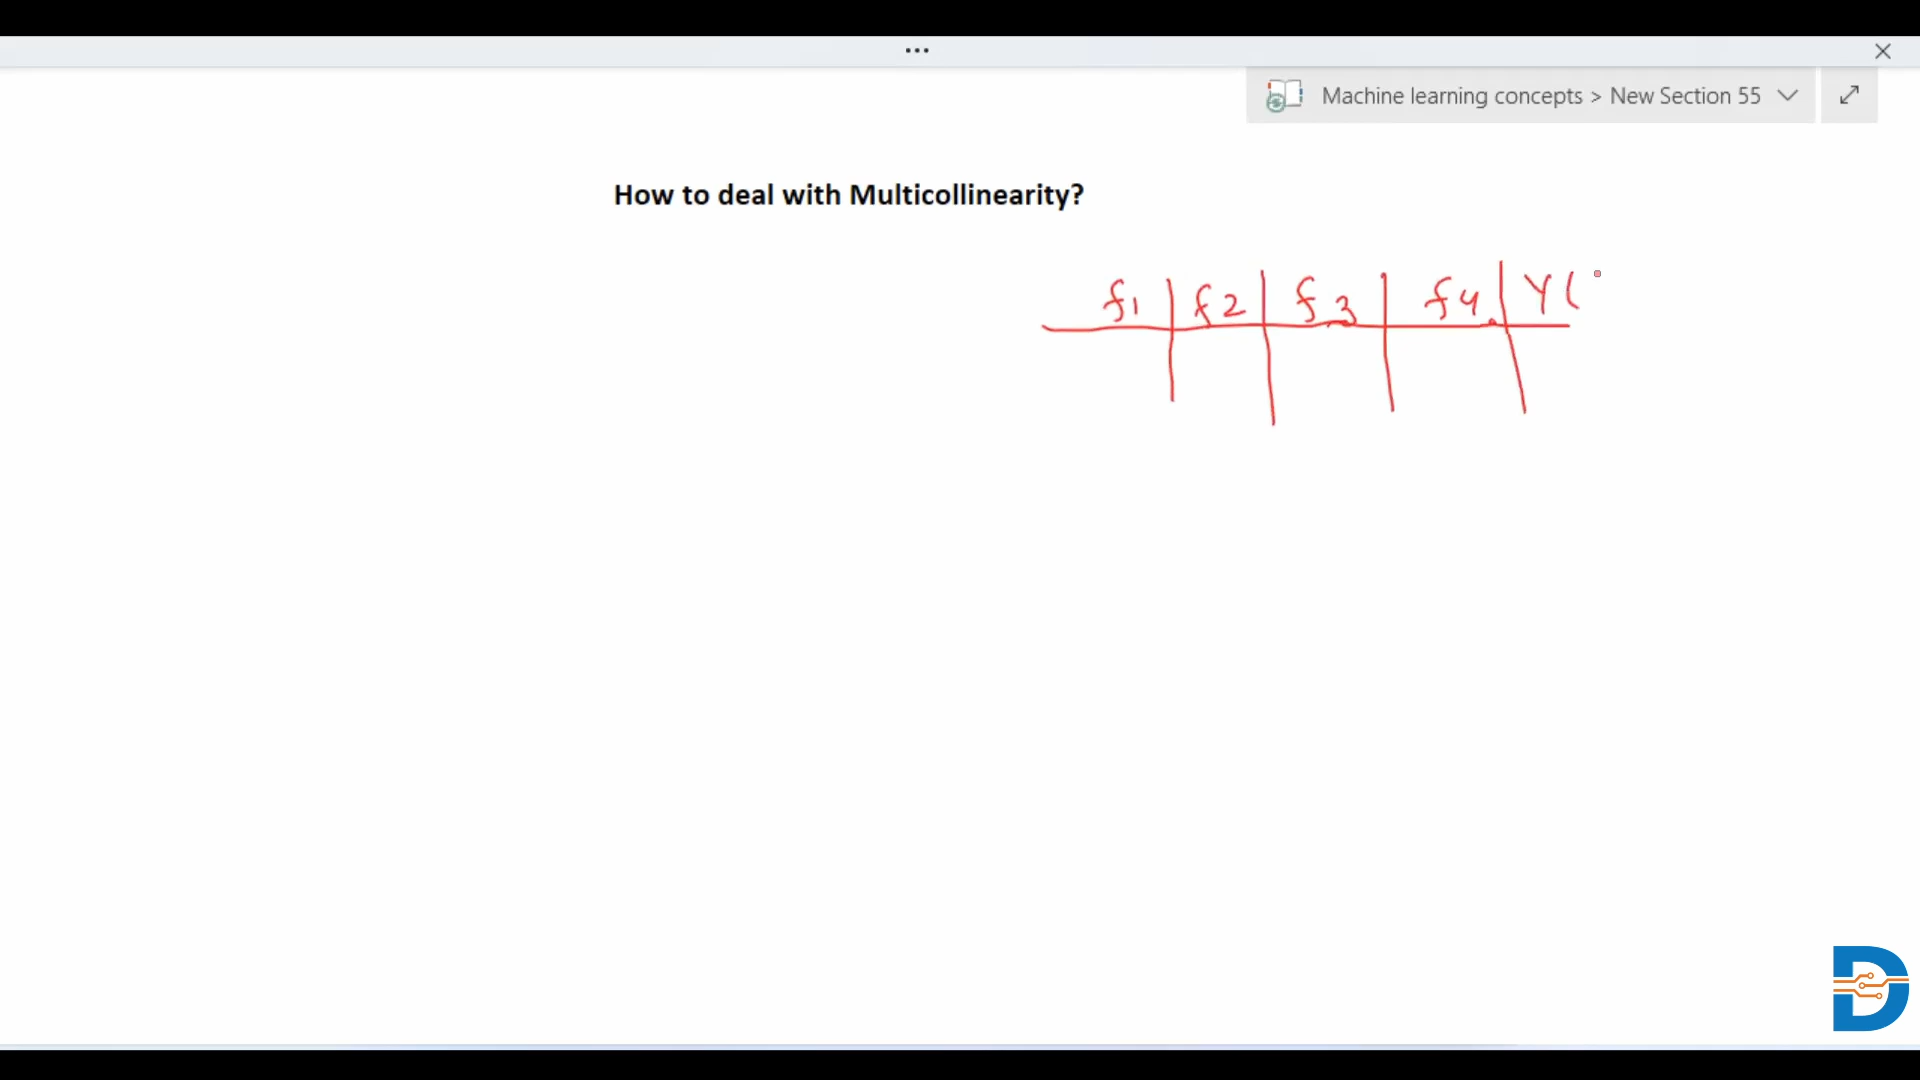 Machine learning concepts > New Section 55
How to deal with Multicollinearity?
f1 f2 f3 f4 Y(